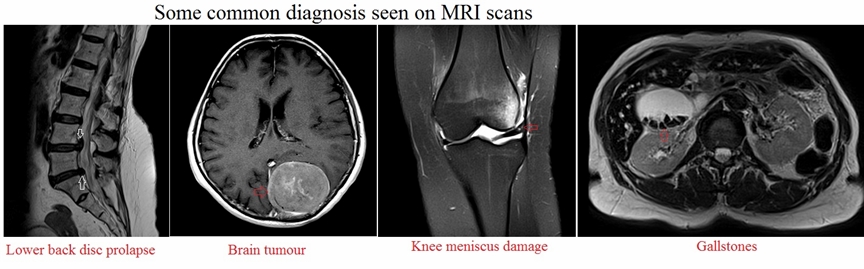 Some common diagnosis seen on MRI scans
Lower back disc prolapse
Brain tumour
Knee meniscus damage
Gallstones